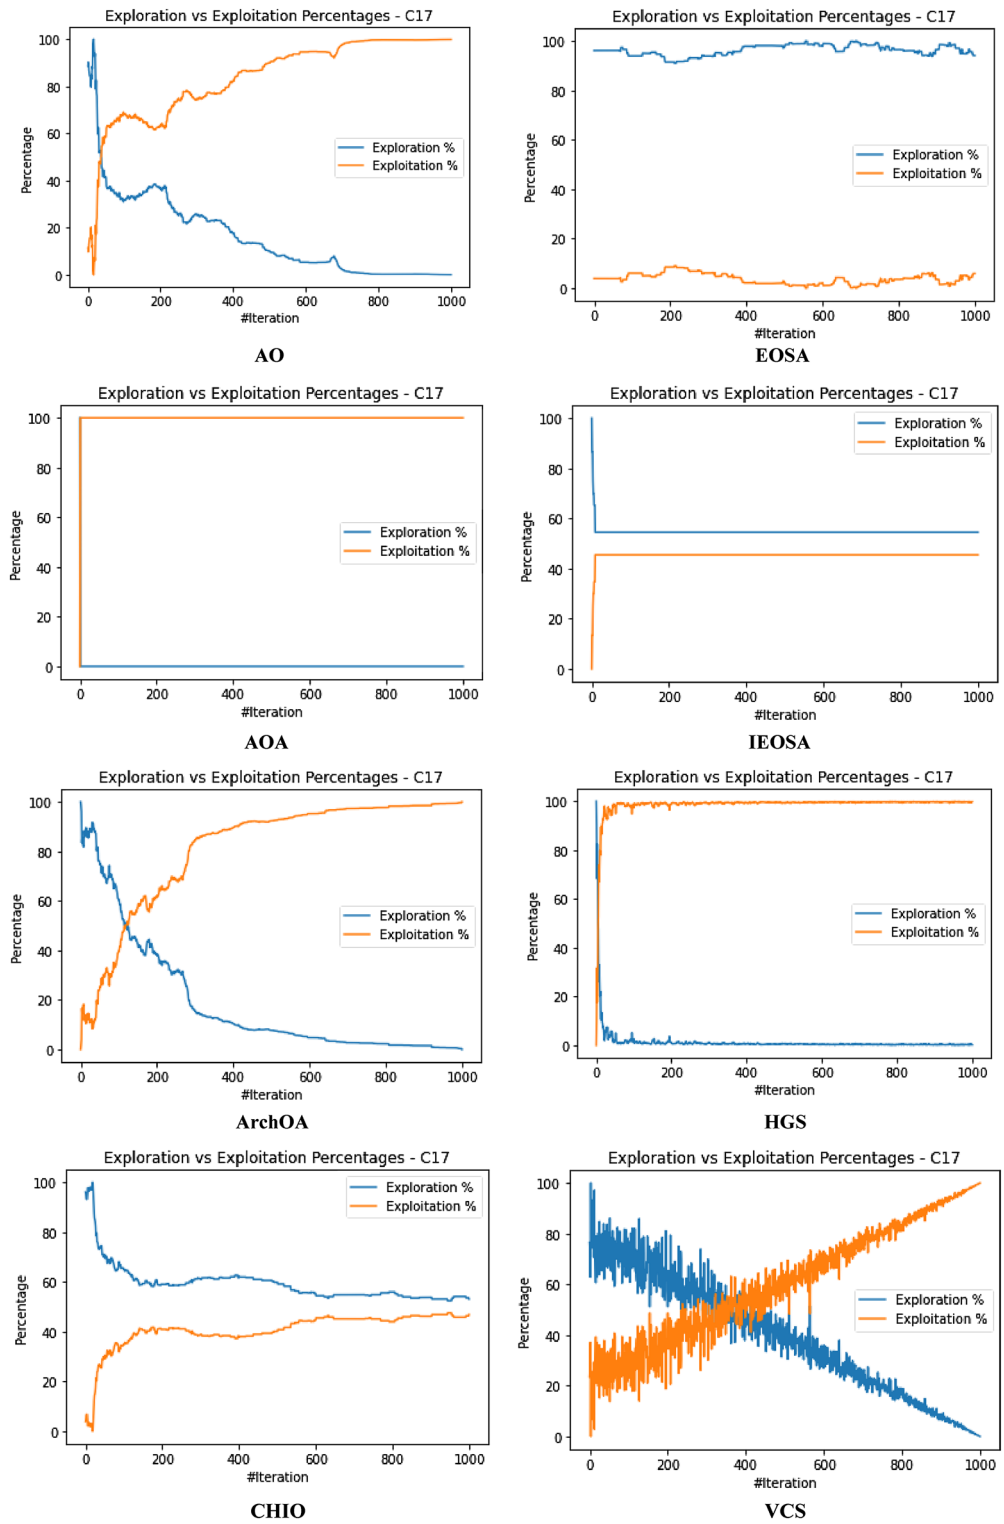 Exploration vs Exploitation Percentages - C17
100
80
60
40
20
0
Percentage
Exploration %
Exploitation %
0 200 400 600 800 1000
#Iteration
AO
Exploration vs Exploitation Percentages - C17
100
80
60
40
20
0
Percentage
Exploration %
Exploitation %
0 200 400 600 800 1000
#Iteration
EOSA
Exploration vs Exploitation Percentages - C17
100
80
60
40
20
0
Percentage
Exploration %
Exploitation %
0 200 400 600 800 1000
#Iteration
AOA
Exploration vs Exploitation Percentages - C17
100
80
60
40
20
0
Percentage
Exploration %
Exploitation %
0 200 400 600 800 1000
#Iteration
IEOSA
Exploration vs Exploitation Percentages - C17
100
80
60
40
20
0
Percentage
Exploration %
Exploitation %
0 200 400 600 800 1000
#Iteration
ArchOA
Exploration vs Exploitation Percentages - C17
100
80
60
40
20
0
Percentage
Exploration %
Exploitation %
0 200 400 600 800 1000
#Iteration
HGS
Exploration vs Exploitation Percentages - C17
100
80
60
40
20
0
Percentage
Exploration %
Exploitation %
0 200 400 600 800 1000
#Iteration
CHIO
Exploration vs Exploitation Percentages - C17
100
80
60
40
20
0
Percentage
Exploration %
Exploitation %
0 200 400 600 800 1000
#Iteration
VCS